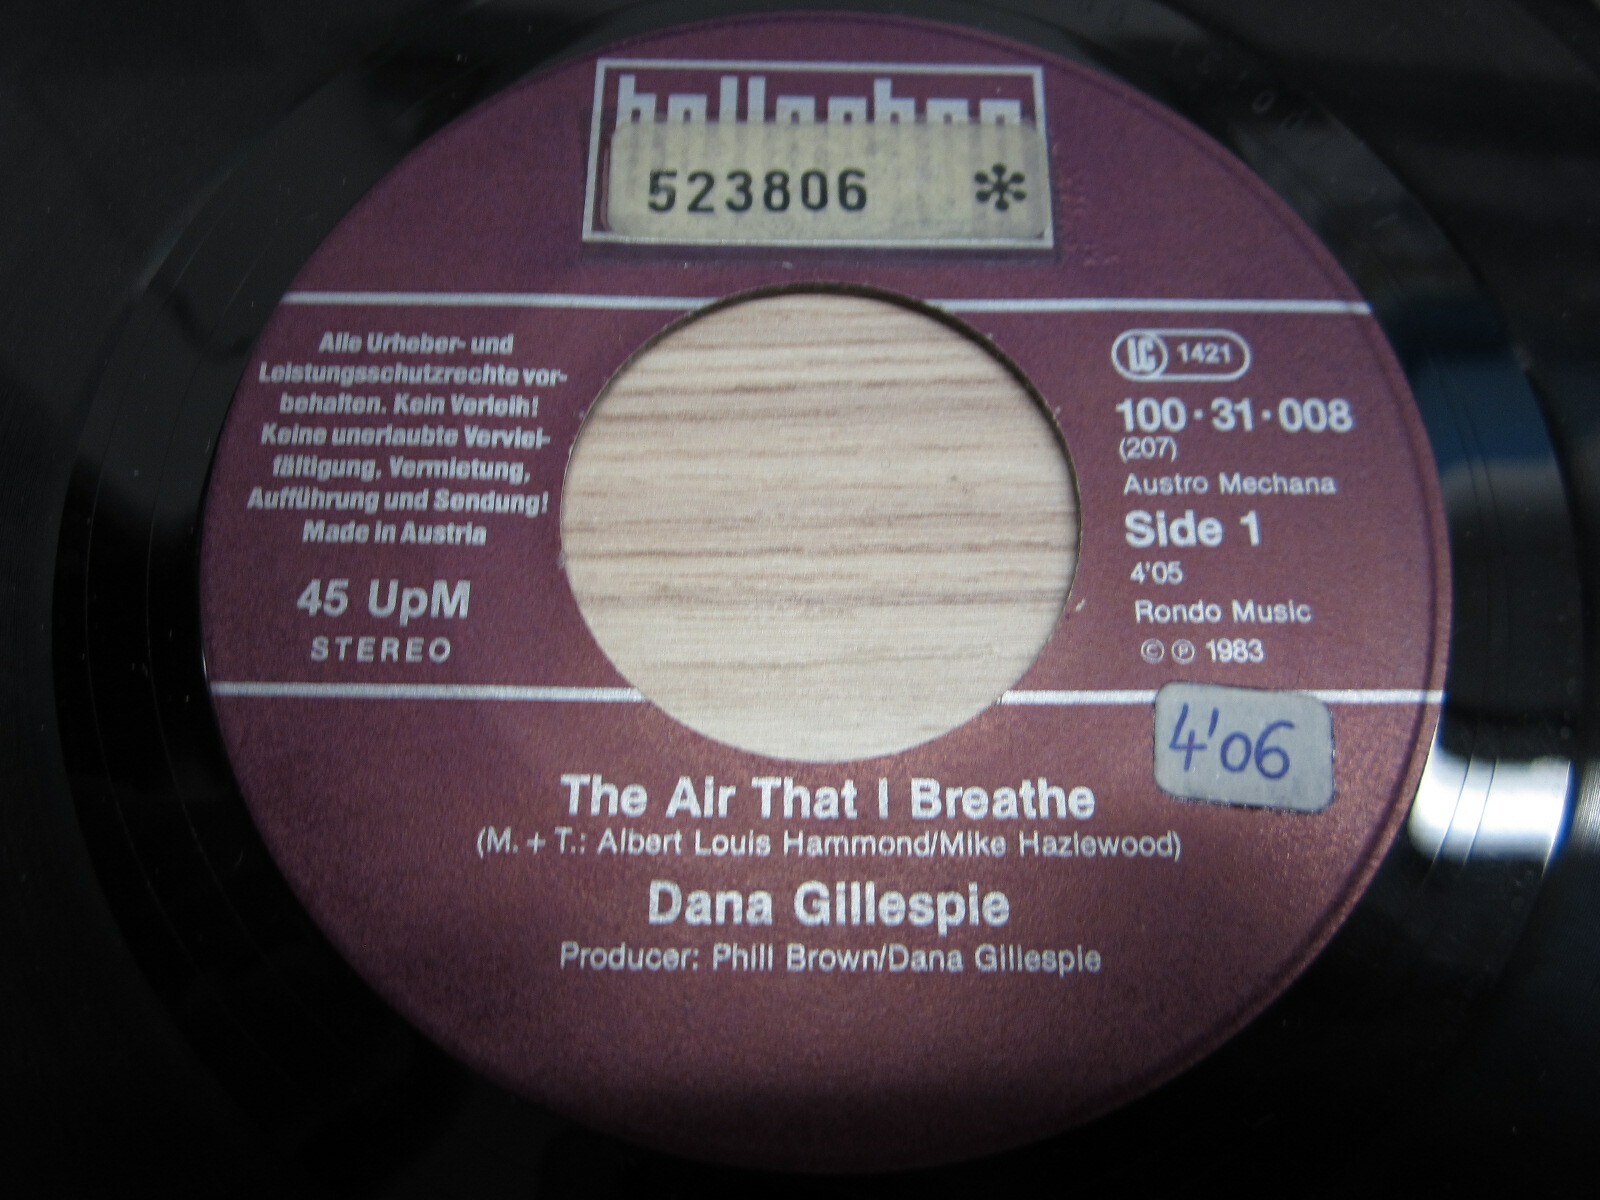 523806 *
Alle Urheber- und
Leistungsschutzrechte vor-
behalten. Kein Verleih!
Keine unerlaubte Verviel-
fältigung, Vermietung,
Aufführung und Sendung!
Made in Austria
45 UpM
STEREO
LC 1421
100·31·008
(207)
Austro Mechana
Side 1
4'05
Rondo Music
© ℗ 1983
4'06
The Air That I Breathe
(M. + T.: Albert Louis Hammond/Mike Hazlewood)
Dana Gillespie
Producer: Phill Brown/Dana Gillespie